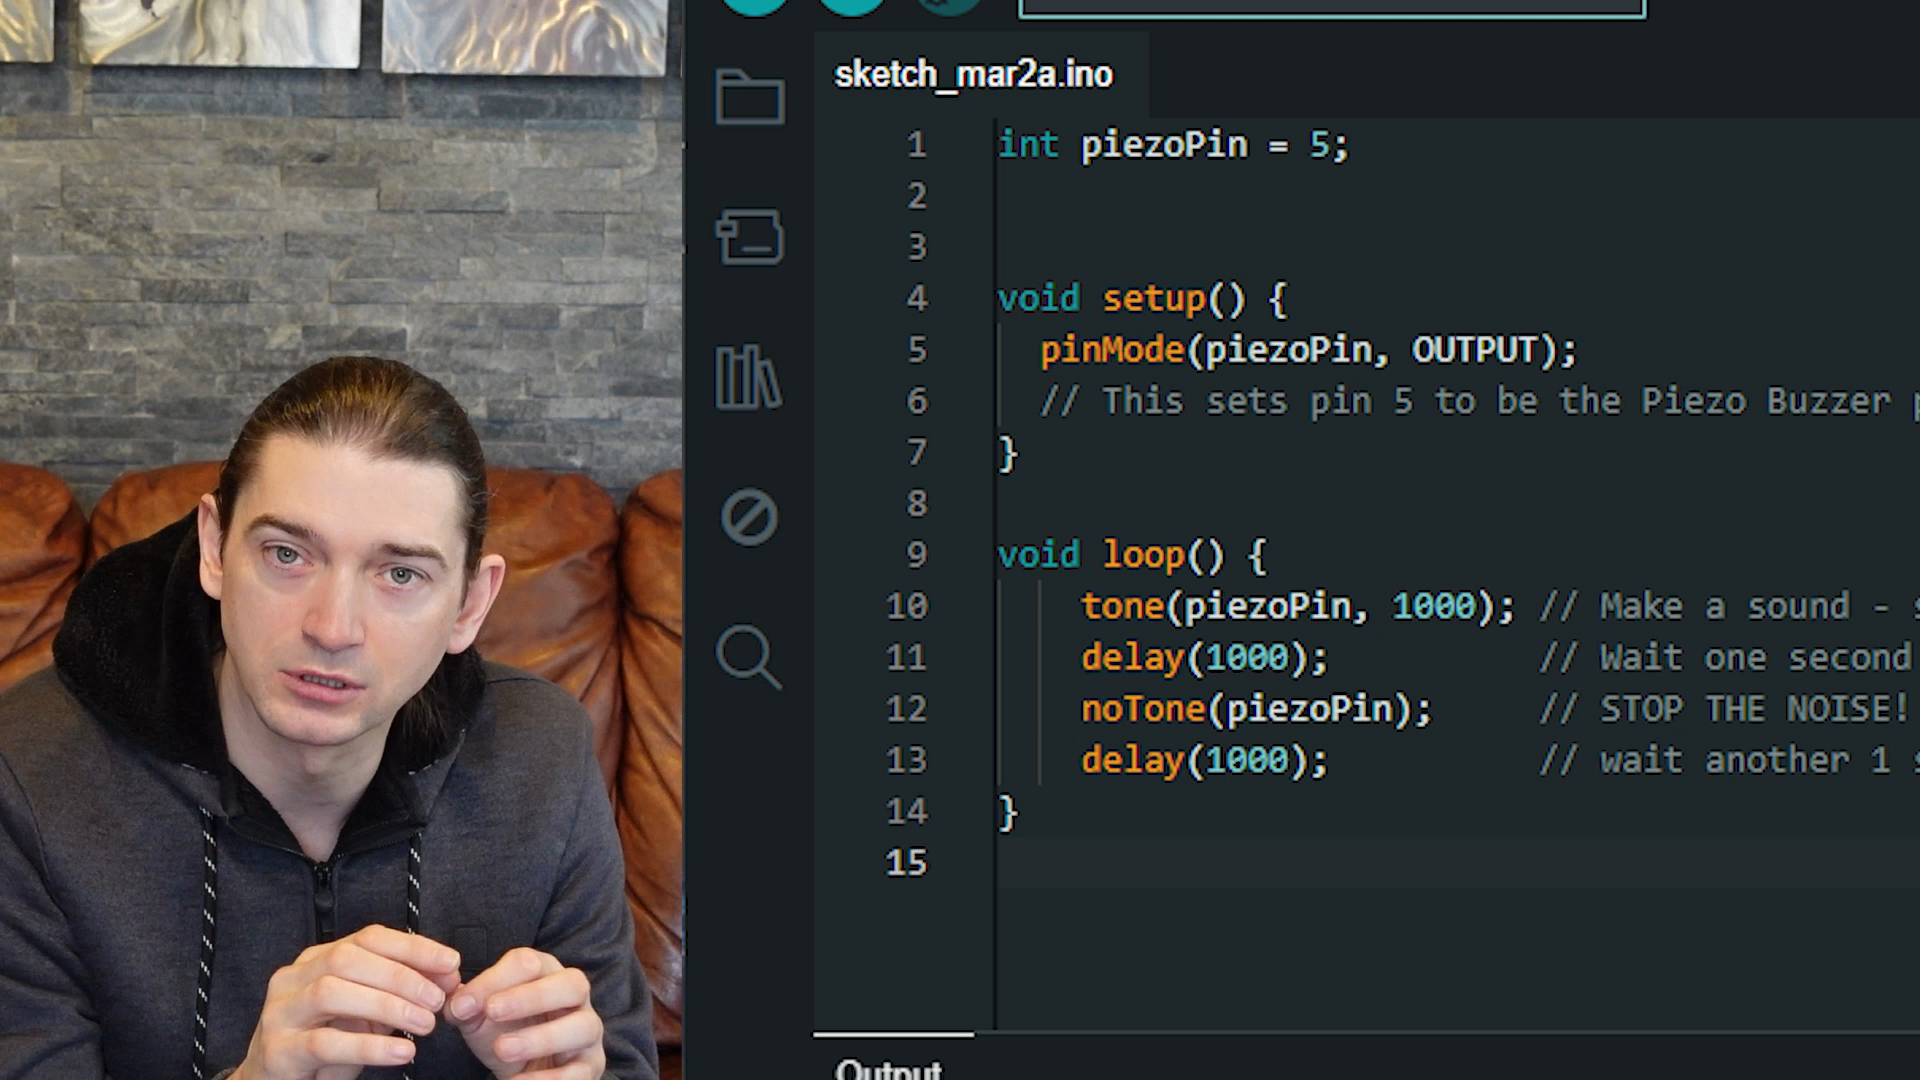 sketch_mar2a.ino
1 int piezoPin = 5;
2
3
4 void setup() {
5 pinMode(piezoPin, OUTPUT);
6 // This sets pin 5 to be the Piezo Buzzer
7 }
8
9 void loop() {
10 tone(piezoPin, 1000); // Make a sound -
11 delay(1000); // Wait one second
12 noTone(piezoPin); // STOP THE NOISE!
13 delay(1000); // wait another 1
14 }
15
Output